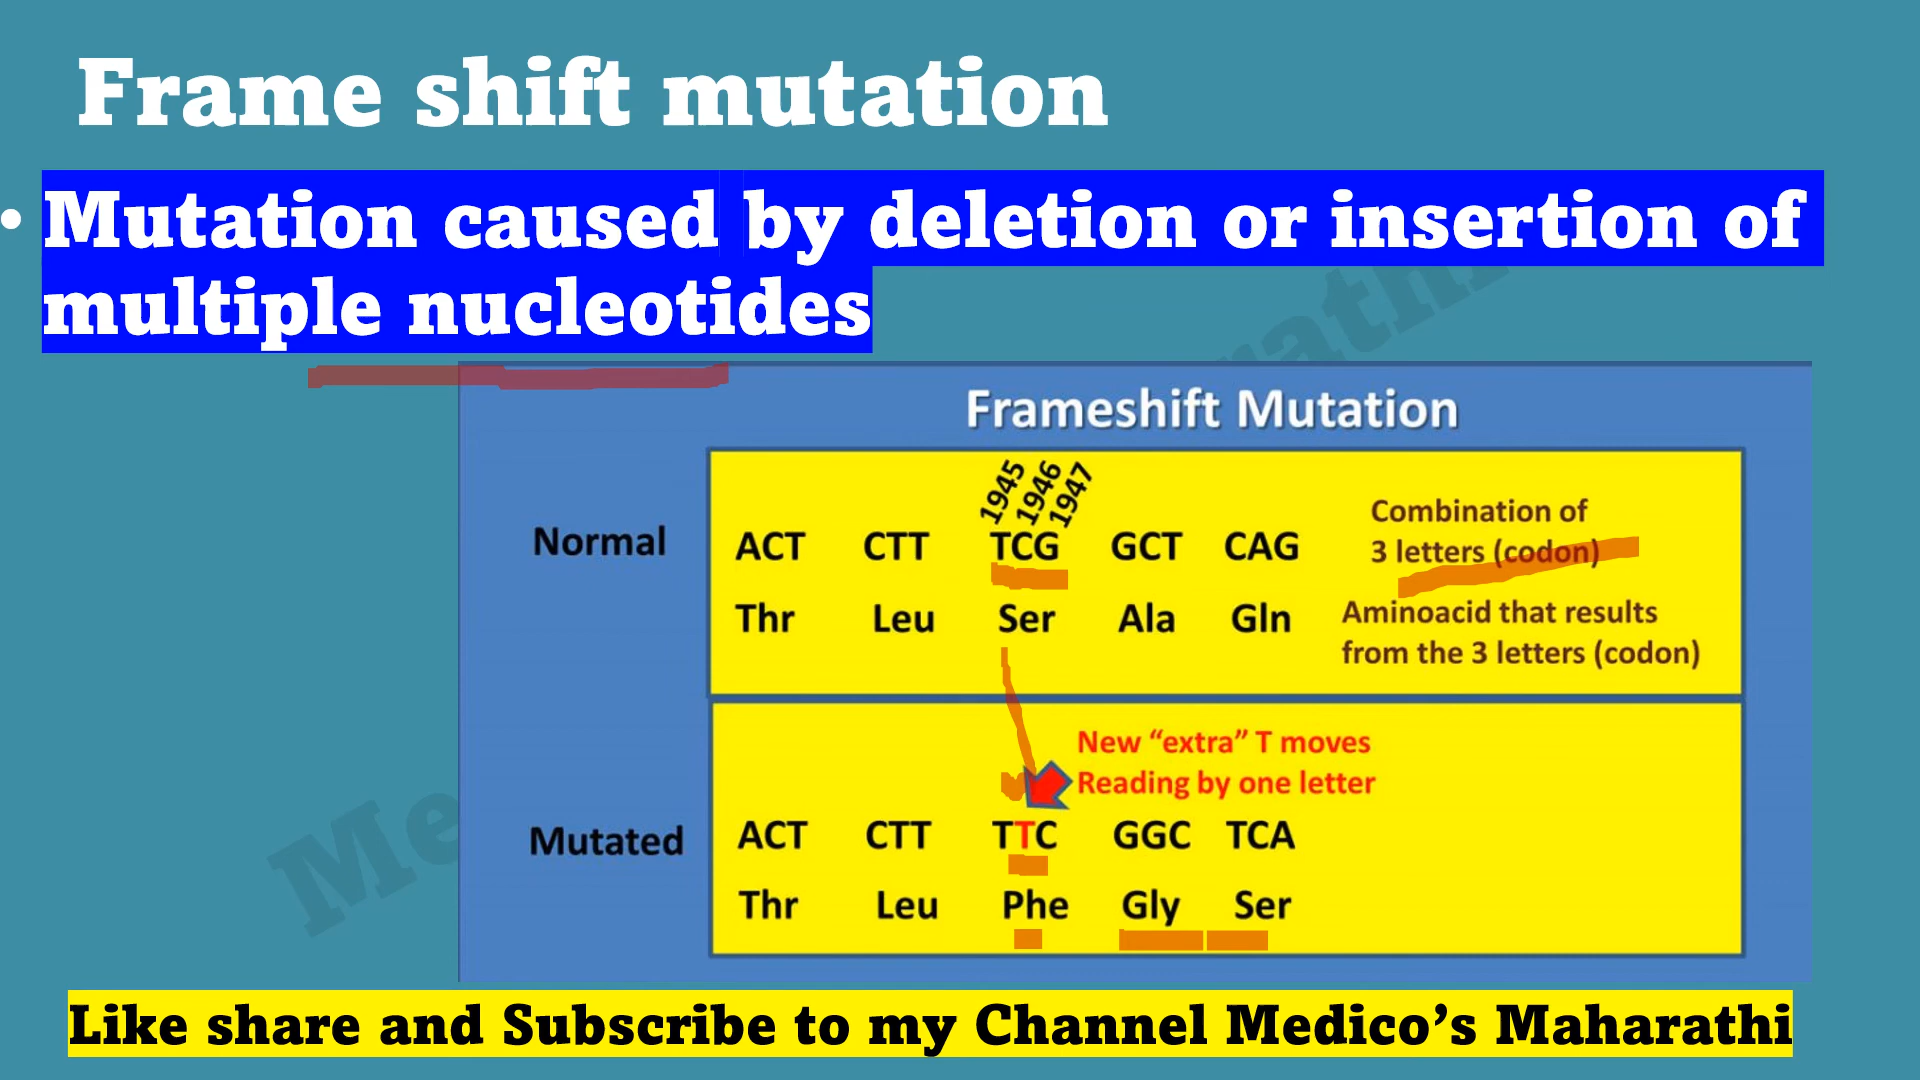 Frame shift mutation
• Mutation caused by deletion or insertion of
multiple nucleotides
Frameshift Mutation
1945 1946 1947
Normal ACT CTT TCG GCT CAG
Combination of
3 letters (codon)
Thr Leu Ser Ala Gln
Aminoacid that results
from the 3 letters (codon)
New “extra” T moves
Reading by one letter
Mutated ACT CTT TTC GGC TCA
Thr Leu Phe Gly Ser
Like share and Subscribe to my Channel Medico’s Maharathi